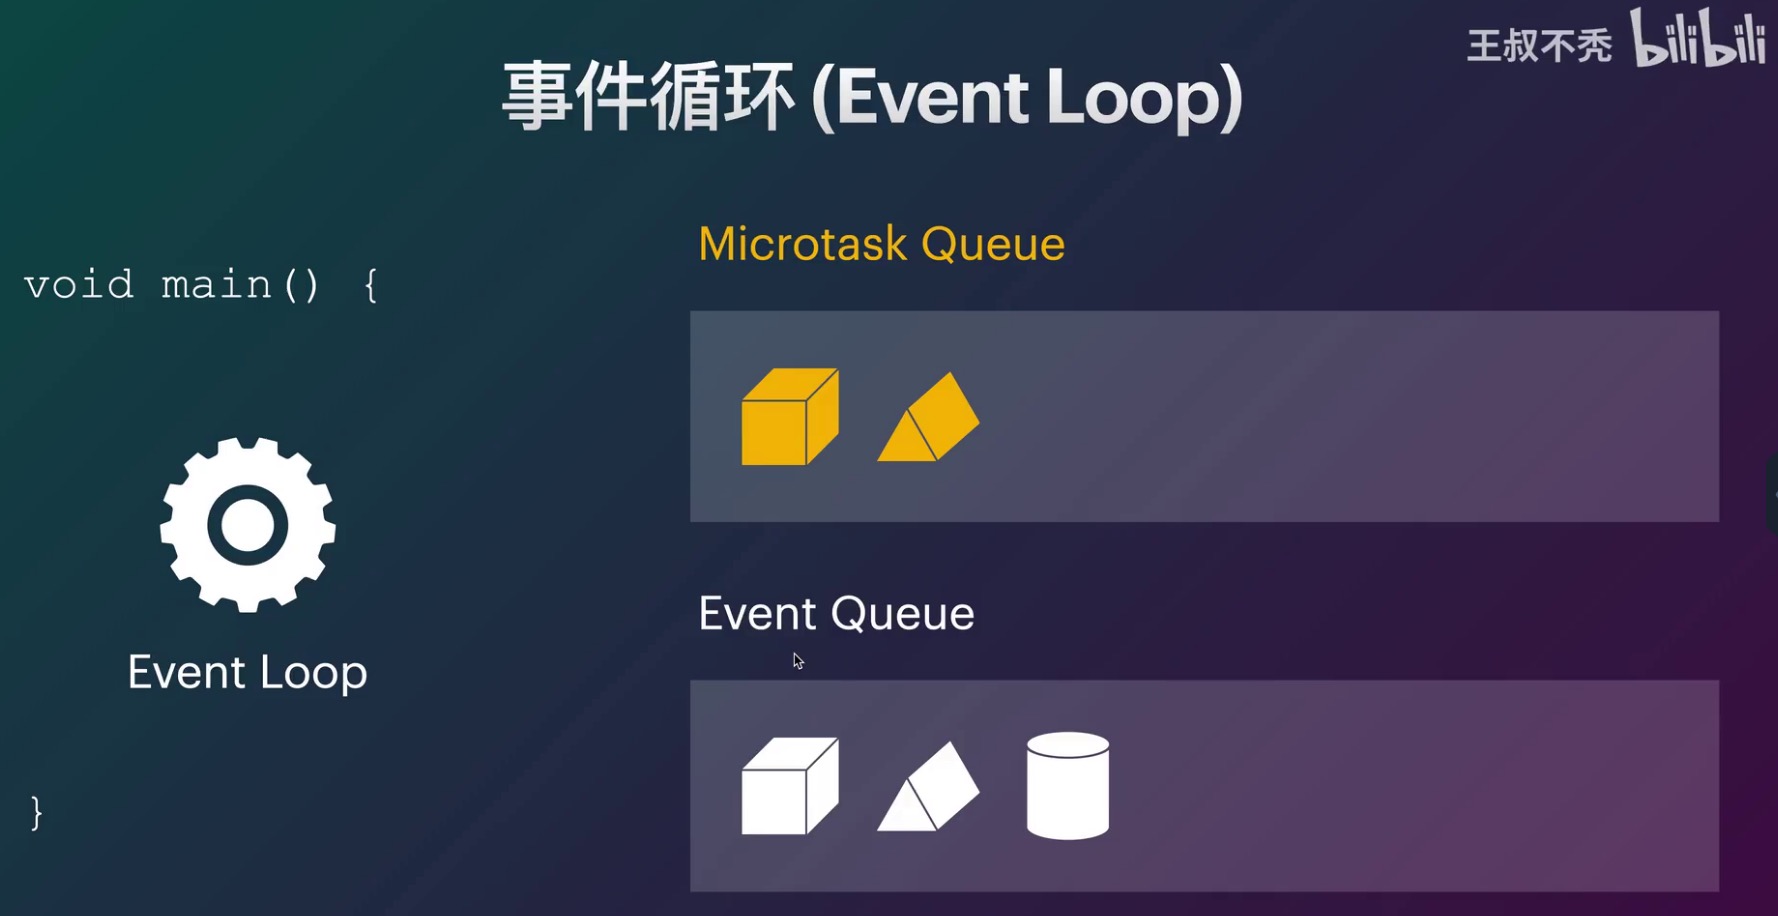 王叔不秃 bilibili
事件循环 (Event Loop)
Microtask Queue
void main() {
Event Queue
Event Loop
}